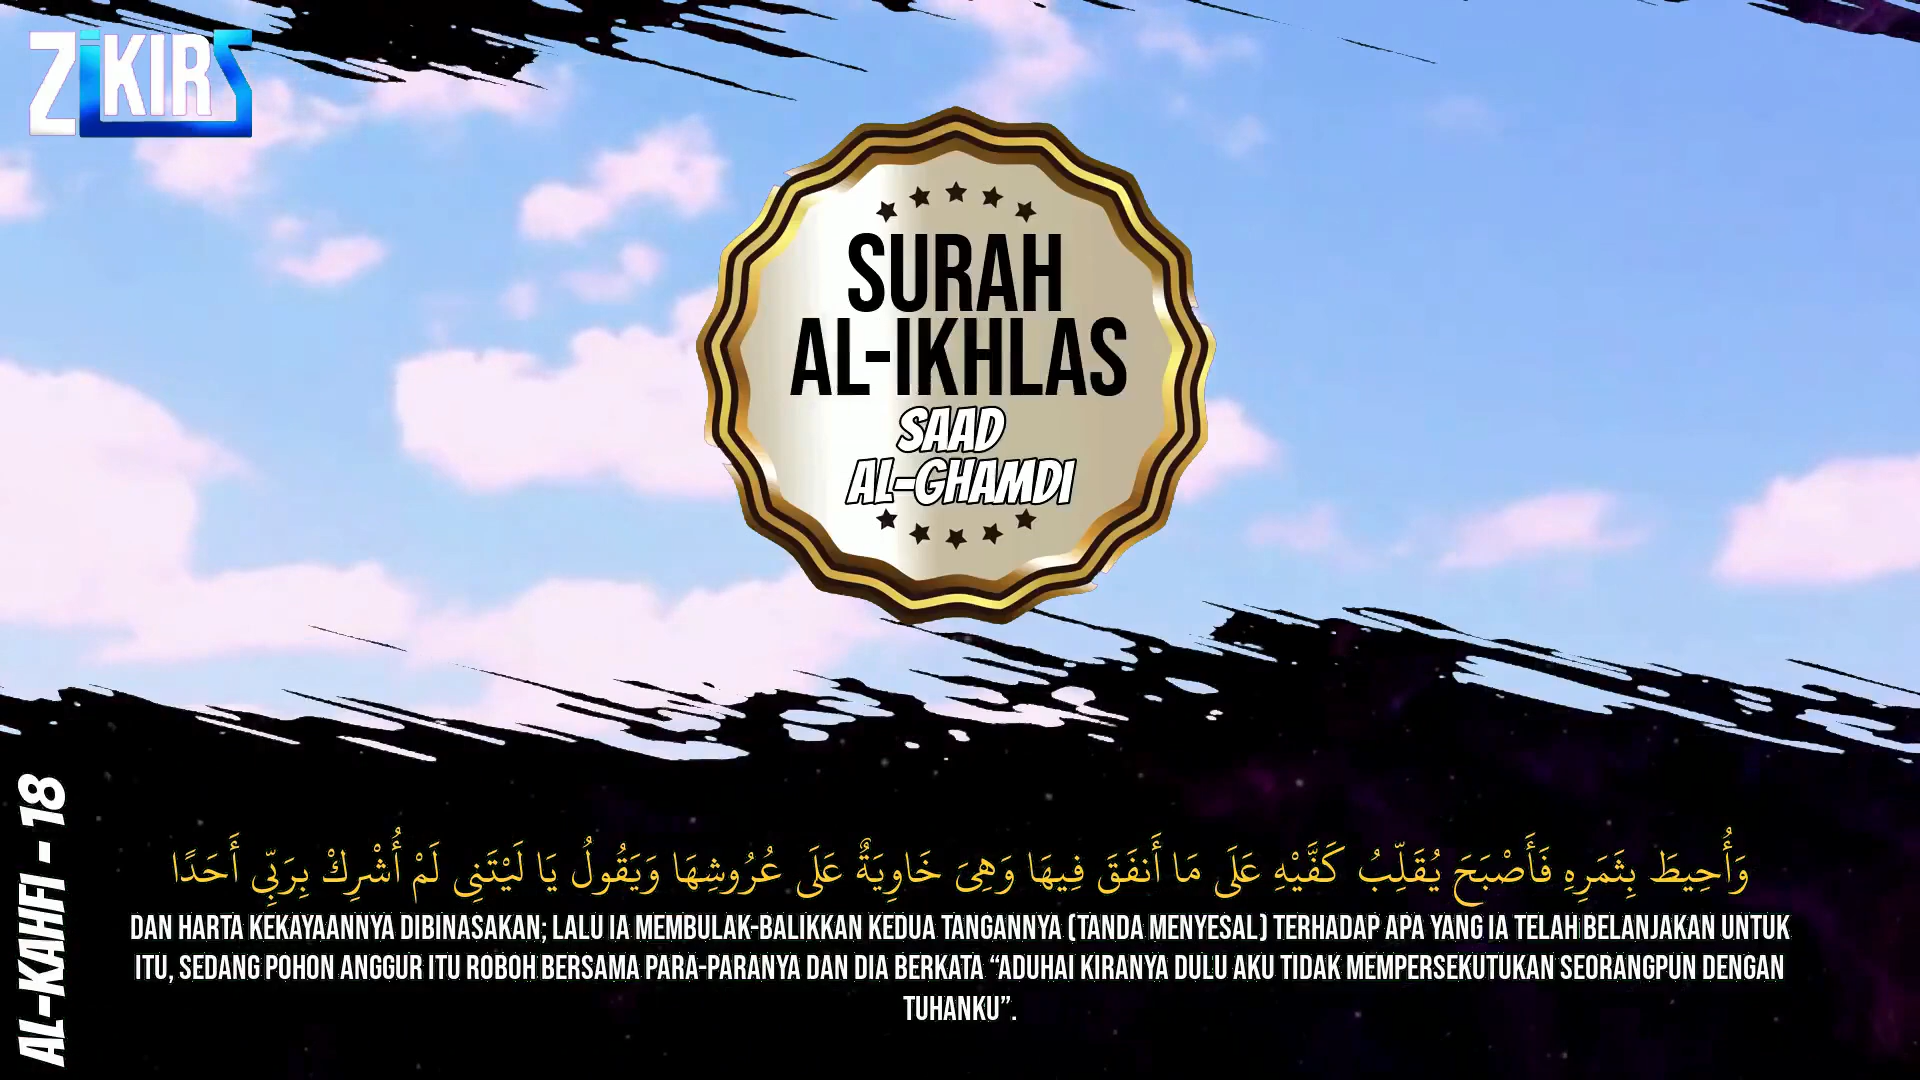 ZIKIRS
SURAH
AL-IKHLAS
SAAD
AL-GHAMDI
AL-KAHFI - 18
وَأُحِيطَ بِثَمَرِهِ فَأَصْبَحَ يُقَلِّبُ كَفَّيْهِ عَلَى مَا أَنفَقَ فِيهَا وَهِىَ خَاوِيَةٌ عَلَى عُرُوشِهَا وَيَقُولُ يَا لَيْتَنِى لَمْ أُشْرِكْ بِرَبِّى أَحَدًا
DAN HARTA KEKAYAANNYA DIBINASAKAN; LALU IA MEMBULAK-BALIKKAN KEDUA TANGANNYA (TANDA MENYESAL) TERHADAP APA YANG IA TELAH BELANJAKAN UNTUK
ITU, SEDANG POHON ANGGUR ITU ROBOH BERSAMA PARA-PARANYA DAN DIA BERKATA “ADUHAI KIRANYA DULU AKU TIDAK MEMPERSEKUTUKAN SEORANGPUN DENGAN
TUHANKU”.